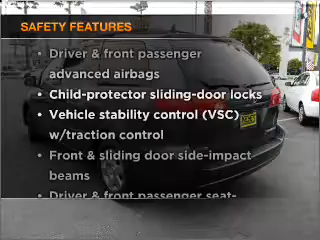 SAFETY FEATURES
• Driver & front passenger
advanced airbags
• Child-protector sliding-door locks
• Vehicle stability control (VSC)
w/traction control
• Front & sliding door side-impact
beams
• Driver & front passenger seat-